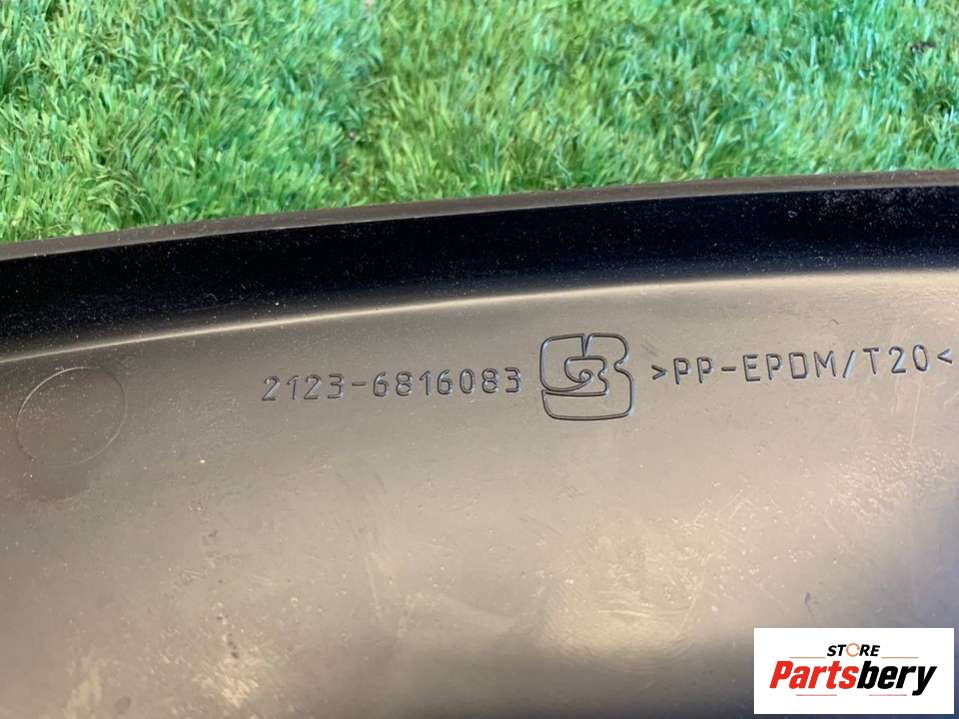 2123-6816083 >PP-EPDM/T20<
STORE
Partsbery